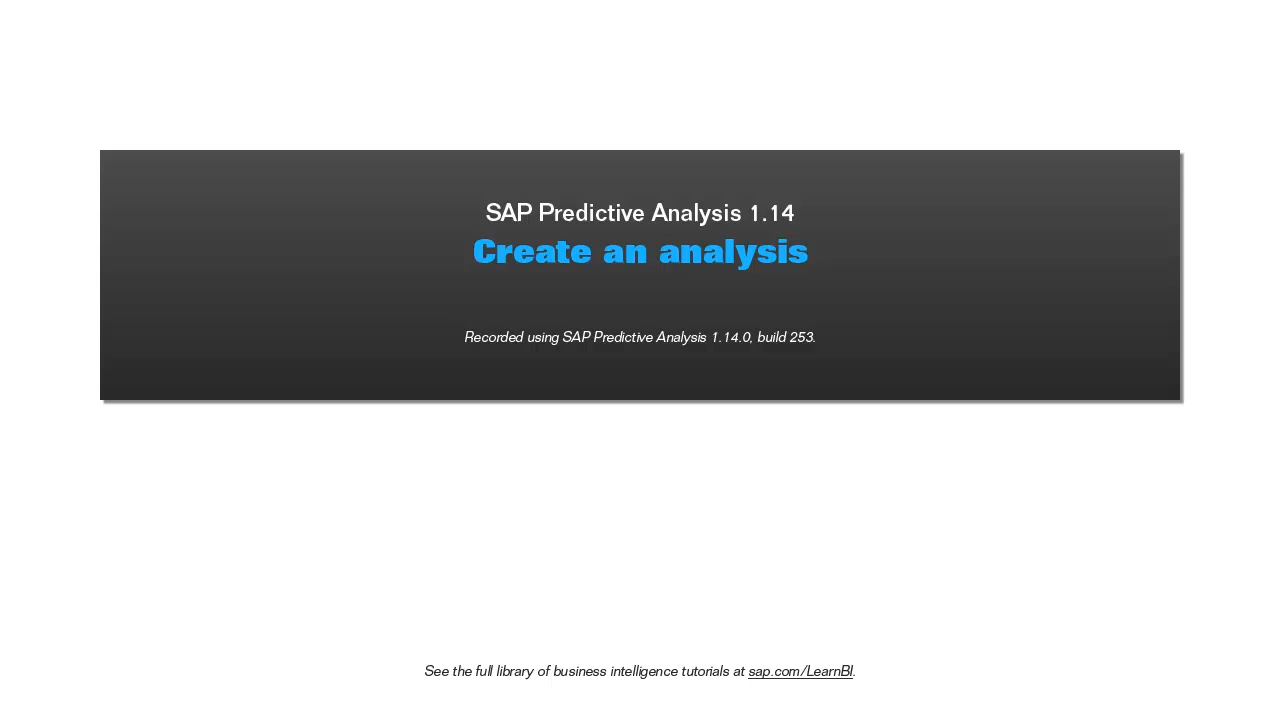 SAP Predictive Analysis 1.14
Create an analysis
Recorded using SAP Predictive Analysis 1.14.0, build 253.
See the full library of business intelligence tutorials at sap.com/LearnBI.